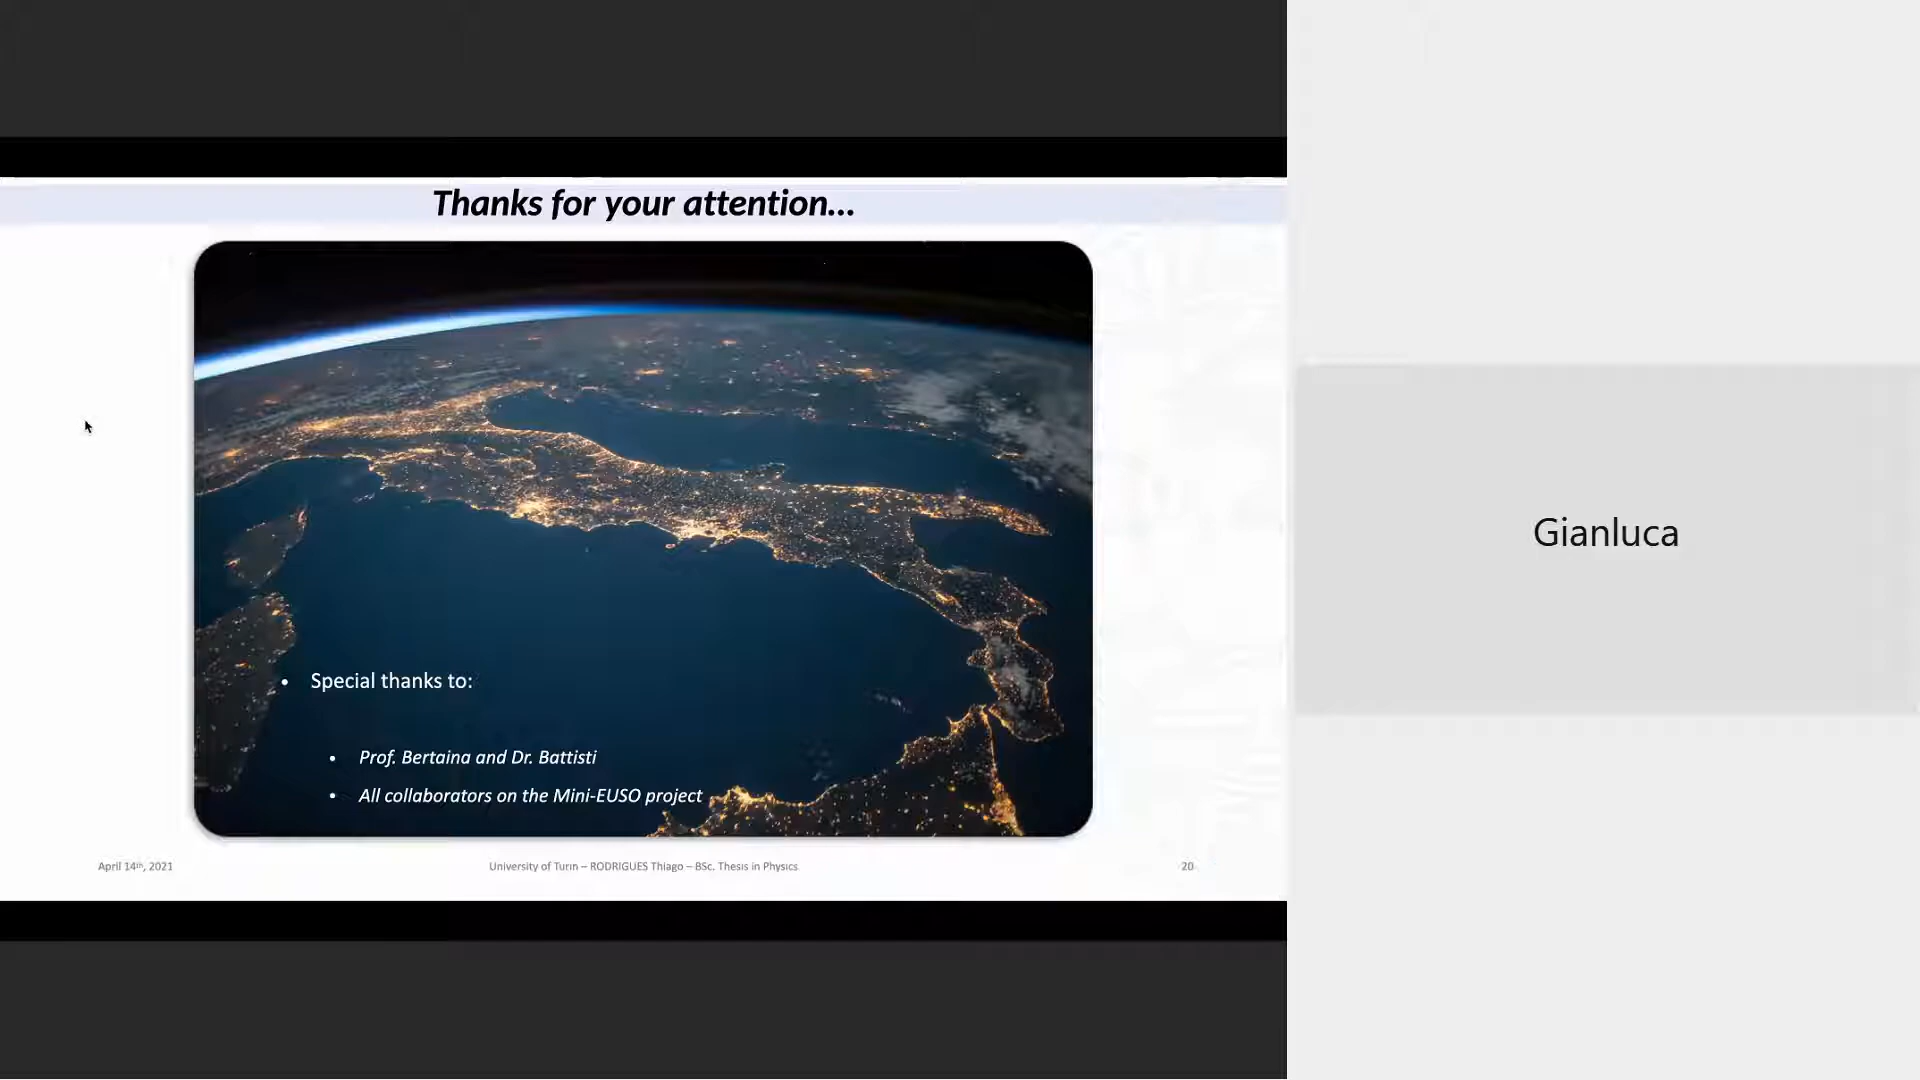 Thanks for your attention...
• Special thanks to:
• Prof. Bertaina and Dr. Battisti
• All collaborators on the Mini-EUSO project
April 14th, 2021
University of Turin – RODRIGUES Thiago – BSc. Thesis in Physics
20
Gianluca